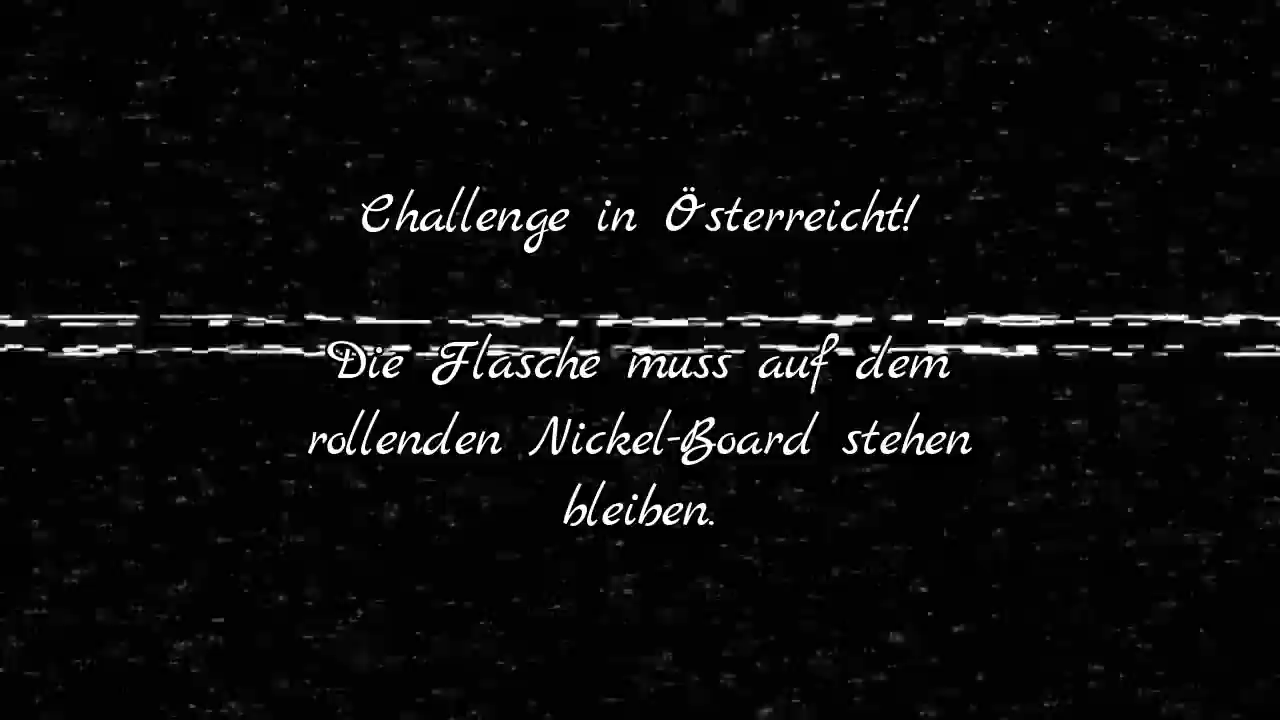 Challenge in Österreicht!
Die Flasche muss auf dem
rollenden Nickel-Board stehen
bleiben.